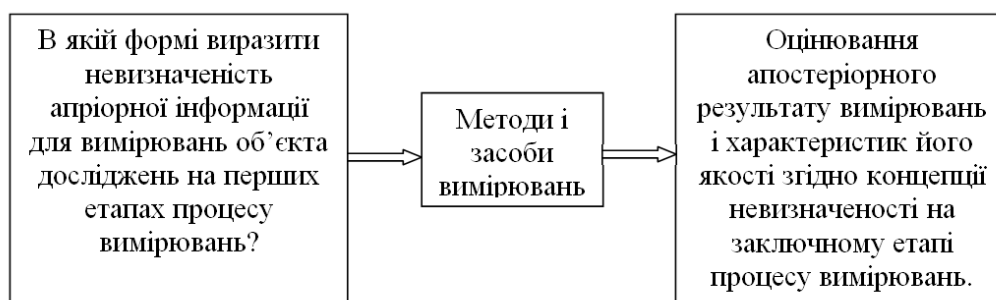 В якій формі виразити
невизначеність
апріорної інформації
для вимірювань об’єкта
досліджень на перших
етапах процесу
вимірювань?
Методи і
засоби
вимірювань
Оцінювання
апостеріорного
результату вимірювань
і характеристик його
якості згідно концепції
невизначеності на
заключному етапі
процесу вимірювань.